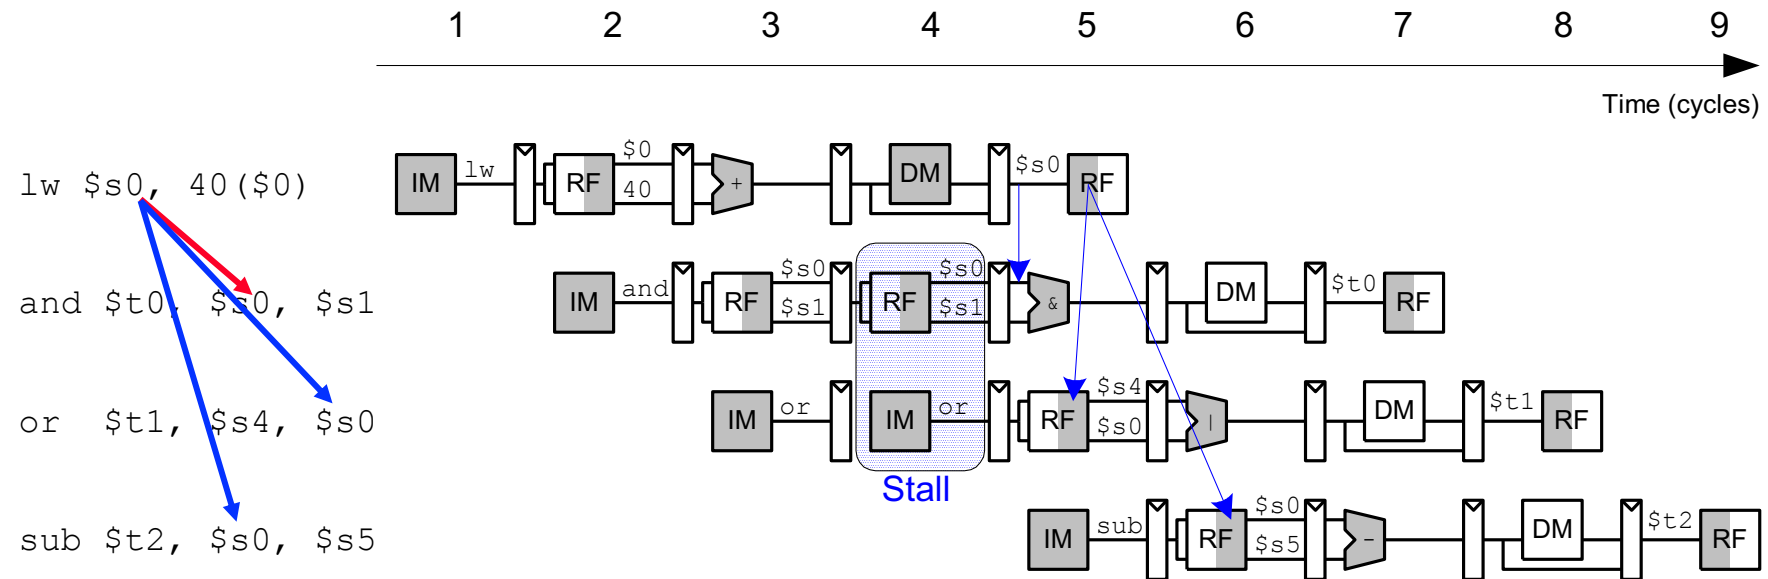 1 2 3 4 5 6 7 8 9
Time (cycles)
lw $s0, 40($0)
IM lw RF $0 40 + DM $s0 RF
and $t0, $s0, $s1
IM and RF $s0 $s1 RF $s0 $s1 & DM $t0 RF
or $t1, $s4, $s0
IM or IM or RF $s4 $s0 | DM $t1 RF
Stall
sub $t2, $s0, $s5
IM sub RF $s0 $s5 - DM $t2 RF